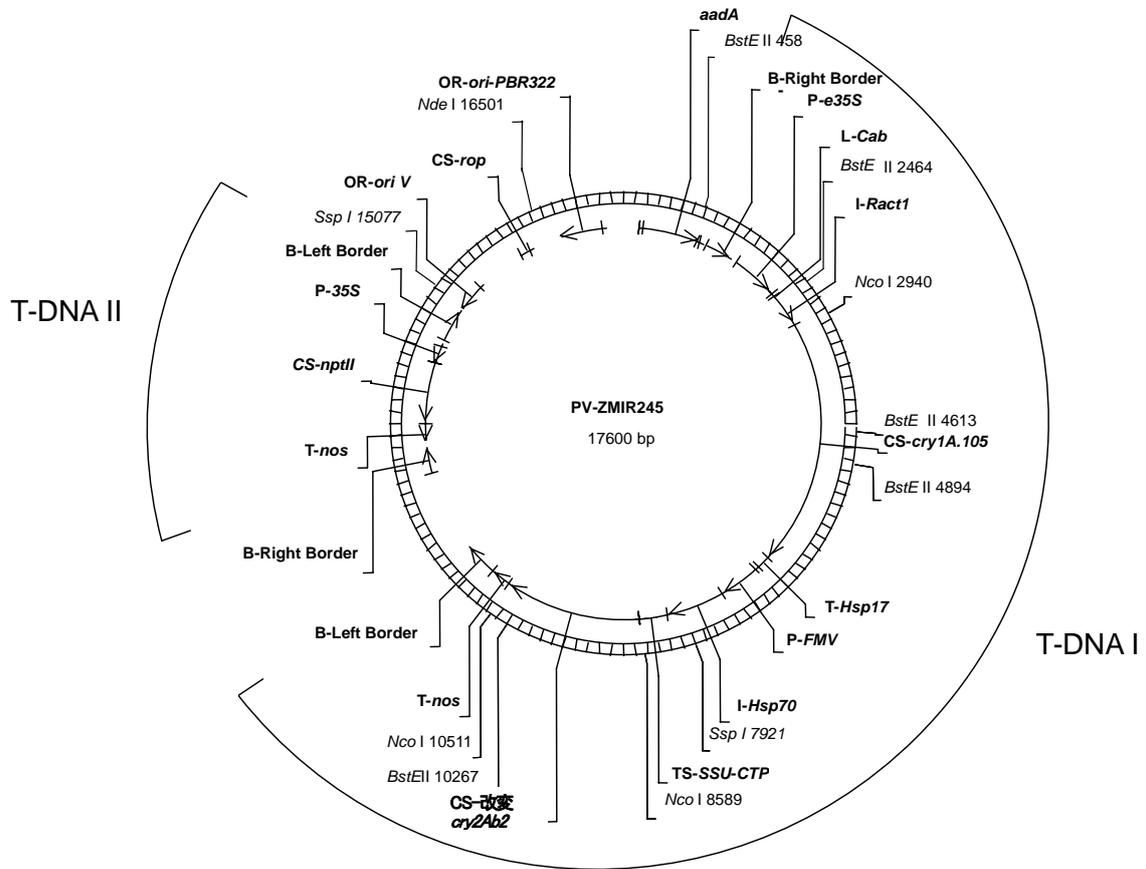 aadA
BstE II 458
OR-ori-PBR322
B-Right Border
Nde I 16501
P-e35S
L-Cab
CS-rop
BstE II 2464
OR-ori V
I-Ract1
Ssp I 15077
B-Left Border
Nco I 2940
P-35S
T-DNA II
CS-nptII
PV-ZMIR245
17600 bp
BstE II 4613
CS-cry1A.105
T-nos
BstE II 4894
B-Right Border
T-Hsp17
B-Left Border
P-FMV
T-DNA I
T-nos
I-Hsp70
Ssp I 7921
Nco I 10511
BstEII 10267
TS-SSU-CTP
Nco I 8589
CS-改変
cry2Ab2